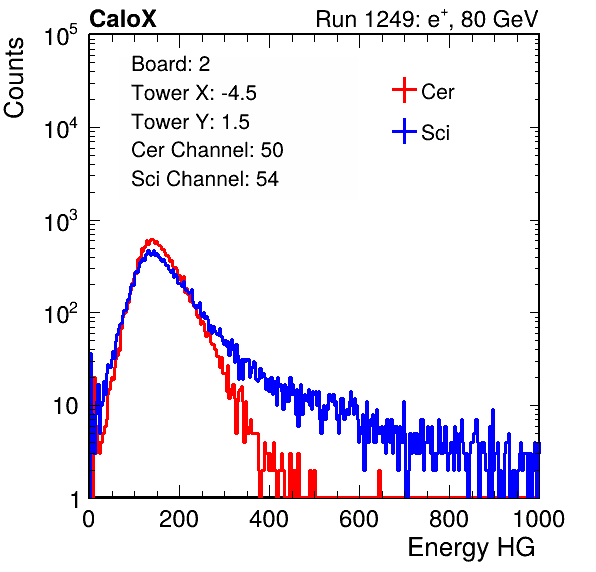 CaloX Run 1249: e⁺, 80 GeV
Counts
10⁵
10⁴
10³
10²
10
1
Board: 2
Tower X: -4.5
Tower Y: 1.5
Cer Channel: 50
Sci Channel: 54
Cer
Sci
0 200 400 600 800 1000
Energy HG